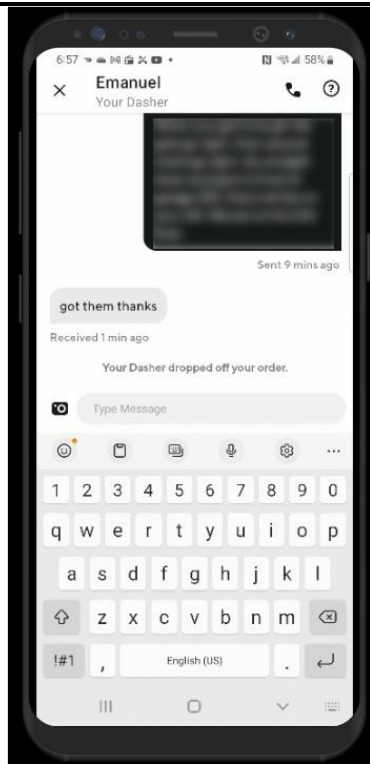 6:57 58%
Emanuel
Your Dasher
Sent 9 mins ago
got them thanks
Received 1 min ago
Your Dasher dropped off your order.
Type Message
1 2 3 4 5 6 7 8 9 0
q w e r t y u i o p
a s d f g h j k l
z x c v b n m
!#1 , English (US) .